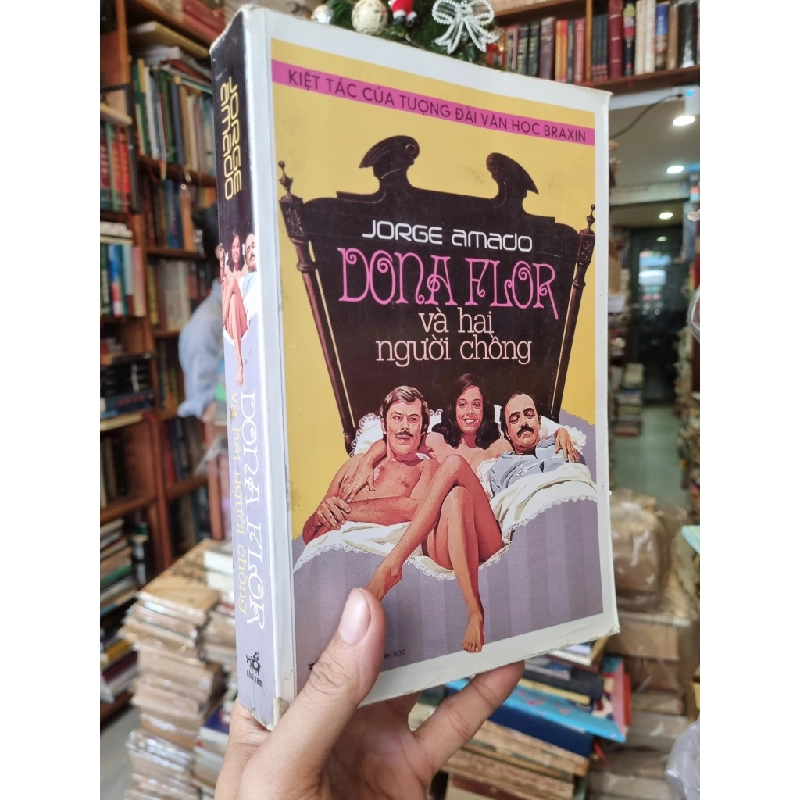 KIỆT TÁC CỦA TƯỢNG ĐÀI VĂN HỌC BRAXIN
JORGE amado
DONA FLOR
và hai
người chồng
JORGE
amado
DONA FLOR
và hai người chồng